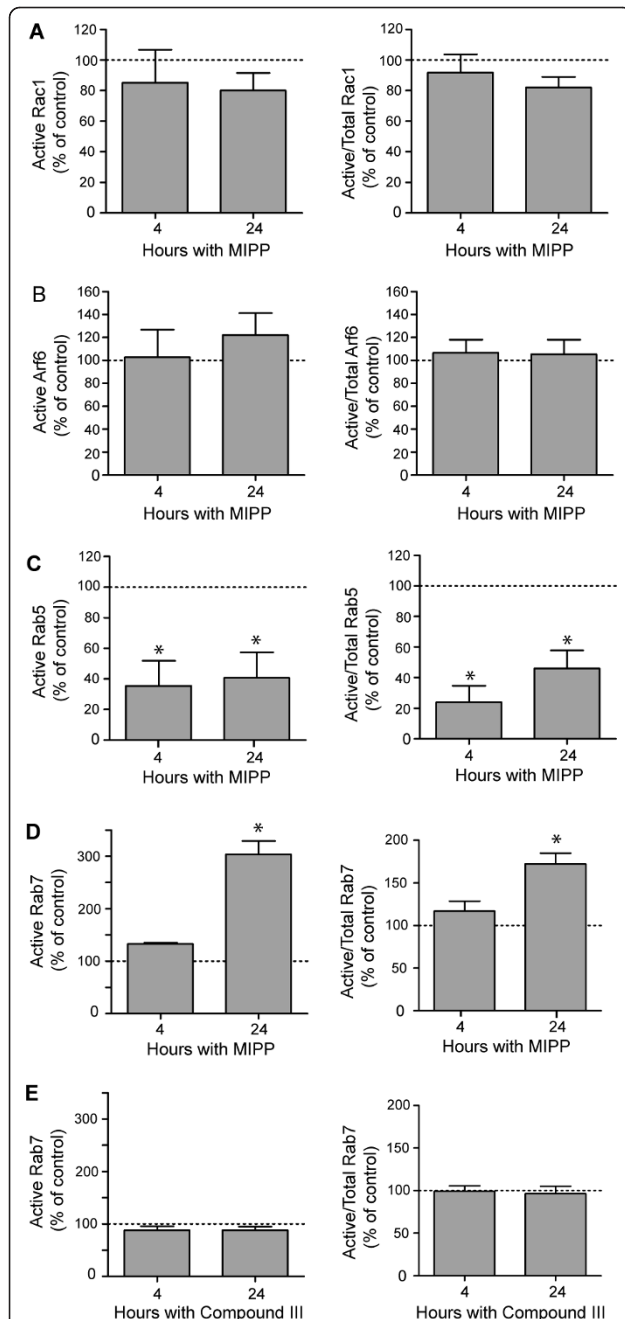 A
Active Rac1
(% of control)
120
100
80
60
40
20
0
4 24
Hours with MIPP
Active/Total Rac1
(% of control)
120
100
80
60
40
20
0
4 24
Hours with MIPP
B
Active Arf6
(% of control)
160
140
120
100
80
60
40
20
0
4 24
Hours with MIPP
Active/Total Arf6
(% of control)
160
140
120
100
80
60
40
20
0
4 24
Hours with MIPP
C
Active Rab5
(% of control)
120
100
80
60
40
20
0
* *
4 24
Hours with MIPP
Active/Total Rab5
(% of control)
120
100
80
60
40
20
0
* *
4 24
Hours with MIPP
D
Active Rab7
(% of control)
300
200
100
0
*
4 24
Hours with MIPP
Active/Total Rab7
(% of control)
200
150
100
50
0
*
4 24
Hours with MIPP
E
Active Rab7
(% of control)
300
200
100
0
4 24
Hours with Compound III
Active/Total Rab7
(% of control)
200
150
100
50
0
4 24
Hours with Compound III